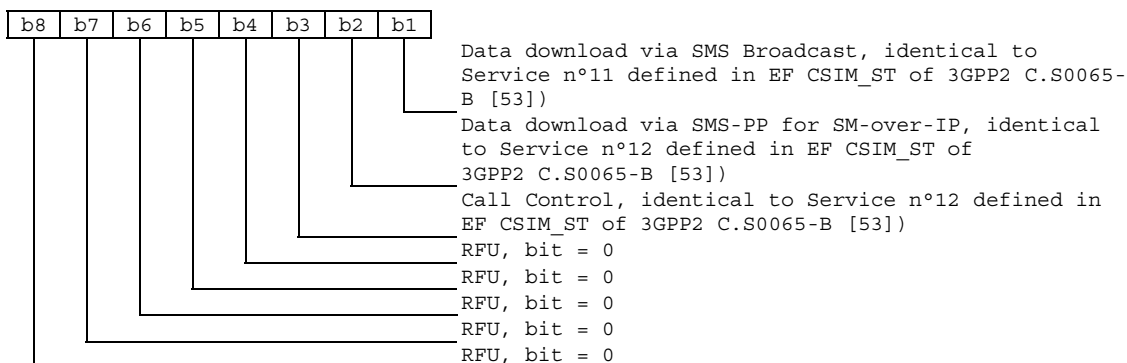 b8 b7 b6 b5 b4 b3 b2 b1
Data download via SMS Broadcast, identical to
Service nº11 defined in EF CSIM_ST of 3GPP2 C.S0065-
B [53])
Data download via SMS-PP for SM-over-IP, identical
to Service nº12 defined in EF CSIM_ST of
3GPP2 C.S0065-B [53])
Call Control, identical to Service nº12 defined in
EF CSIM_ST of 3GPP2 C.S0065-B [53])
RFU, bit = 0
RFU, bit = 0
RFU, bit = 0
RFU, bit = 0
RFU, bit = 0